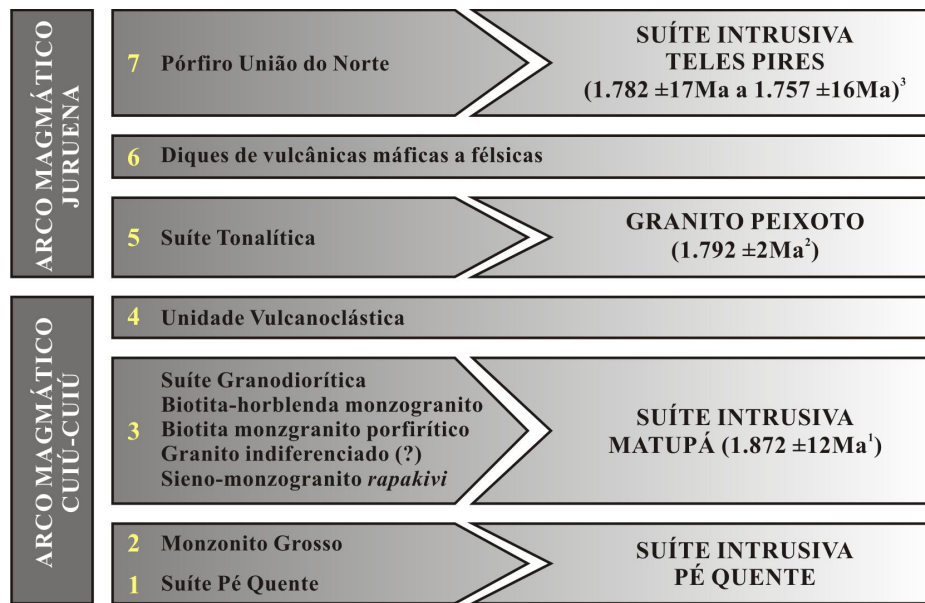 ARCO MAGMÁTICO
JURUENA
7 Pórfiro União do Norte
SUÍTE INTRUSIVA
TELES PIRES
(1.782 ±17Ma a 1.757 ±16Ma)³
6 Diques de vulcânicas máficas a félsicas
5 Suíte Tonalítica
GRANITO PEIXOTO
(1.792 ±2Ma²)
ARCO MAGMÁTICO
CUIÚ-CUIÚ
4 Unidade Vulcanoclástica
3
Suíte Granodiorítica
Biotita-horblenda monzogranito
Biotita monzgranito porfirítico
Granito indiferenciado (?)
Sieno-monzogranito rapakivi
SUÍTE INTRUSIVA
MATUPÁ (1.872 ±12Ma¹)
2 Monzonito Grosso
1 Suíte Pé Quente
SUÍTE INTRUSIVA
PÉ QUENTE